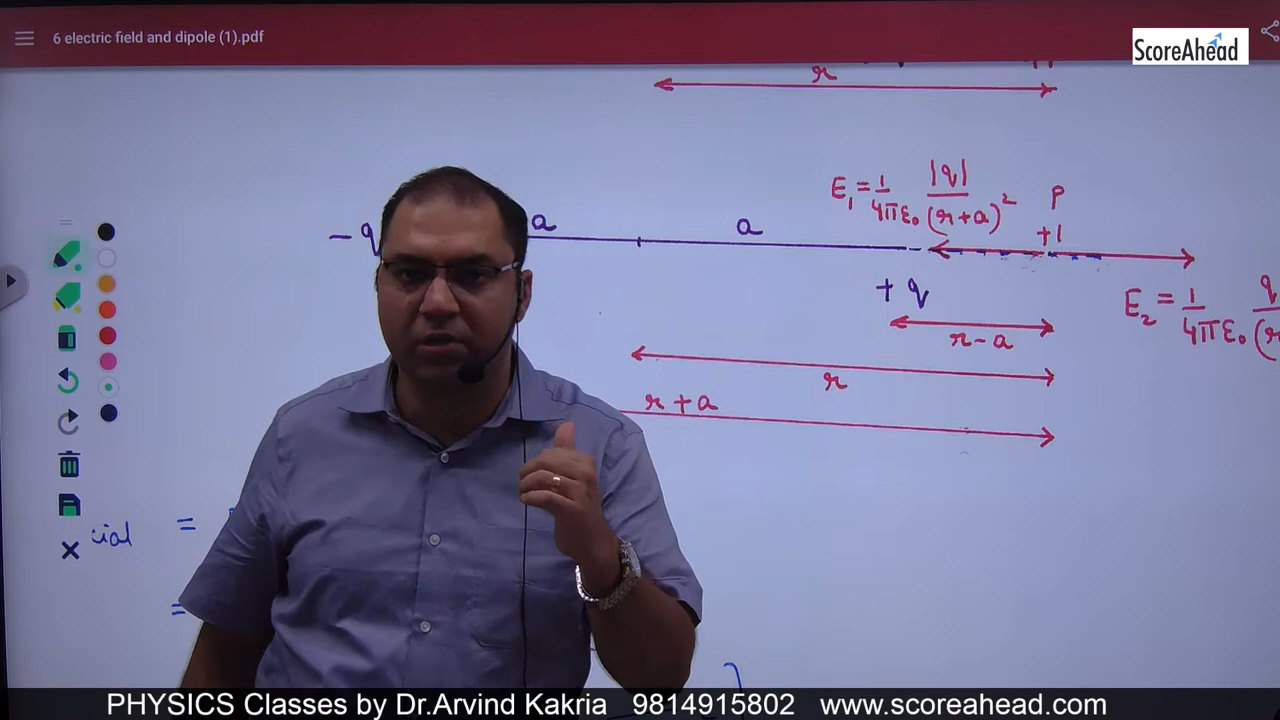 6 electric field and dipole (1).pdf
ScoreAhead
r
E₁ = 1/4πε₀ |q|/(r+a)²
P
+1
- q
a
a
+ q
E₂ = 1/4πε₀ q
r-a
r
r+a
cial =
=
PHYSICS Classes by Dr.Arvind Kakria 9814915802 www.scoreahead.com